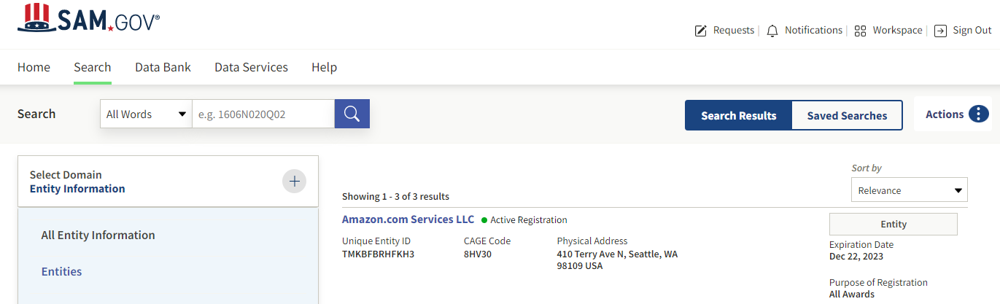 SAM.GOV®
Requests | Notifications | Workspace | Sign Out
Home Search Data Bank Data Services Help
Search All Words e.g. 1606N020Q02 Search Results Saved Searches Actions
Select Domain
Entity Information
All Entity Information
Entities
Sort by
Relevance
Showing 1 - 3 of 3 results
Amazon.com Services LLC Active Registration
Unique Entity ID
TMKBFBRHFKH3
CAGE Code
8HV30
Physical Address
410 Terry Ave N, Seattle, WA
98109 USA
Entity
Expiration Date
Dec 22, 2023
Purpose of Registration
All Awards